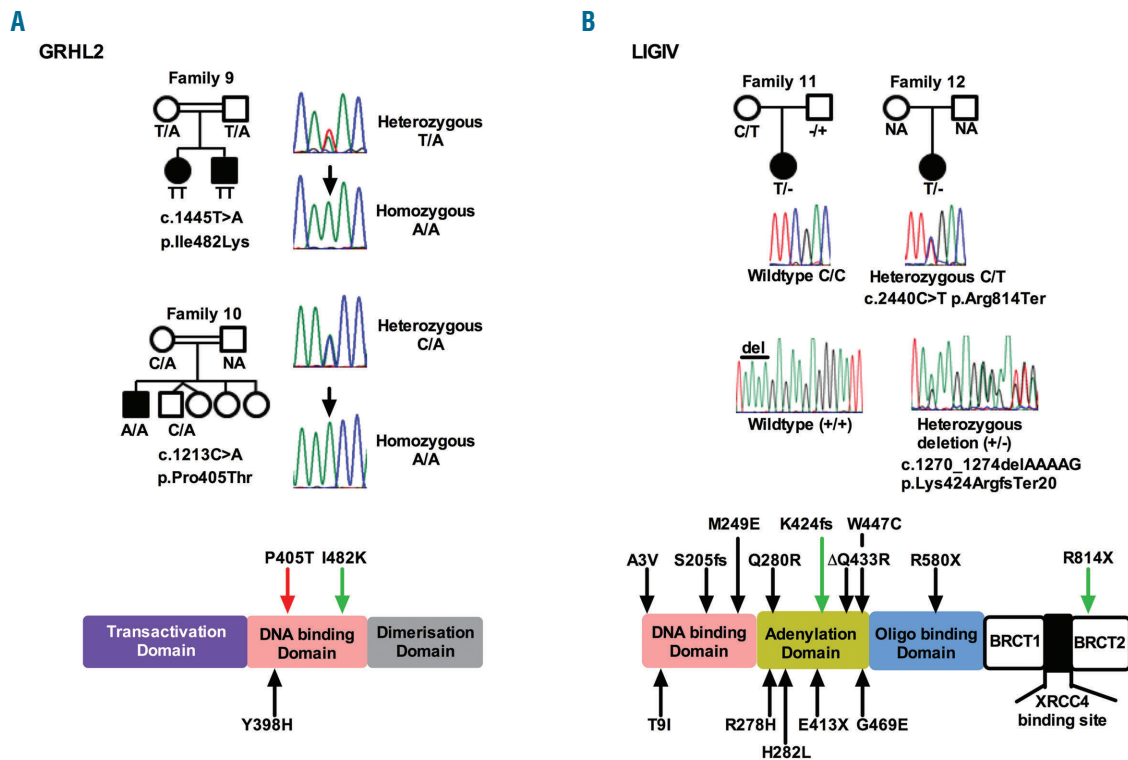 A
GRHL2
Family 9
T/A
T/A
TT
TT
c.1445T>A
p.Ile482Lys
Heterozygous
T/A
Homozygous
A/A
Family 10
C/A
NA
A/A
C/A
c.1213C>A
p.Pro405Thr
Heterozygous
C/A
Homozygous
A/A
P405T
I482K
Transactivation
Domain
DNA binding
Domain
Dimerisation
Domain
Y398H
B
LIGIV
Family 11
C/T
-/+
T/-
Wildtype C/C
Family 12
NA
NA
T/-
Heterozygous C/T
c.2440C>T p.Arg814Ter
del
Wildtype (+/+)
Heterozygous
deletion (+/-)
c.1270_1274delAAAAG
p.Lys424ArgfsTer20
M249E
K424fs
W447C
A3V
S205fs
Q280R
ΔQ433R
R580X
R814X
DNA binding
Domain
Adenylation
Domain
Oligo binding
Domain
BRCT1
BRCT2
XRCC4
binding site
T9I
R278H
E413X
G469E
H282L